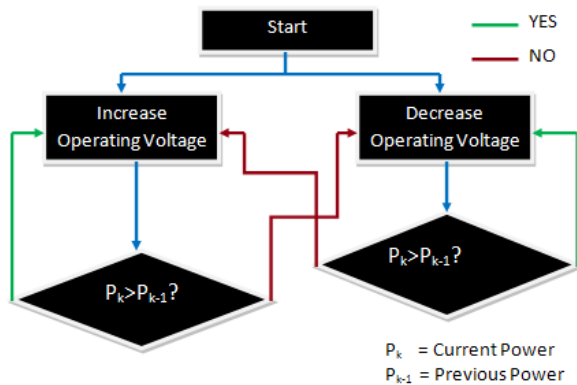 Start
YES
NO
Increase
Operating Voltage
Decrease
Operating Voltage
Pk>Pk-1?
Pk>Pk-1?
Pk = Current Power
Pk-1 = Previous Power